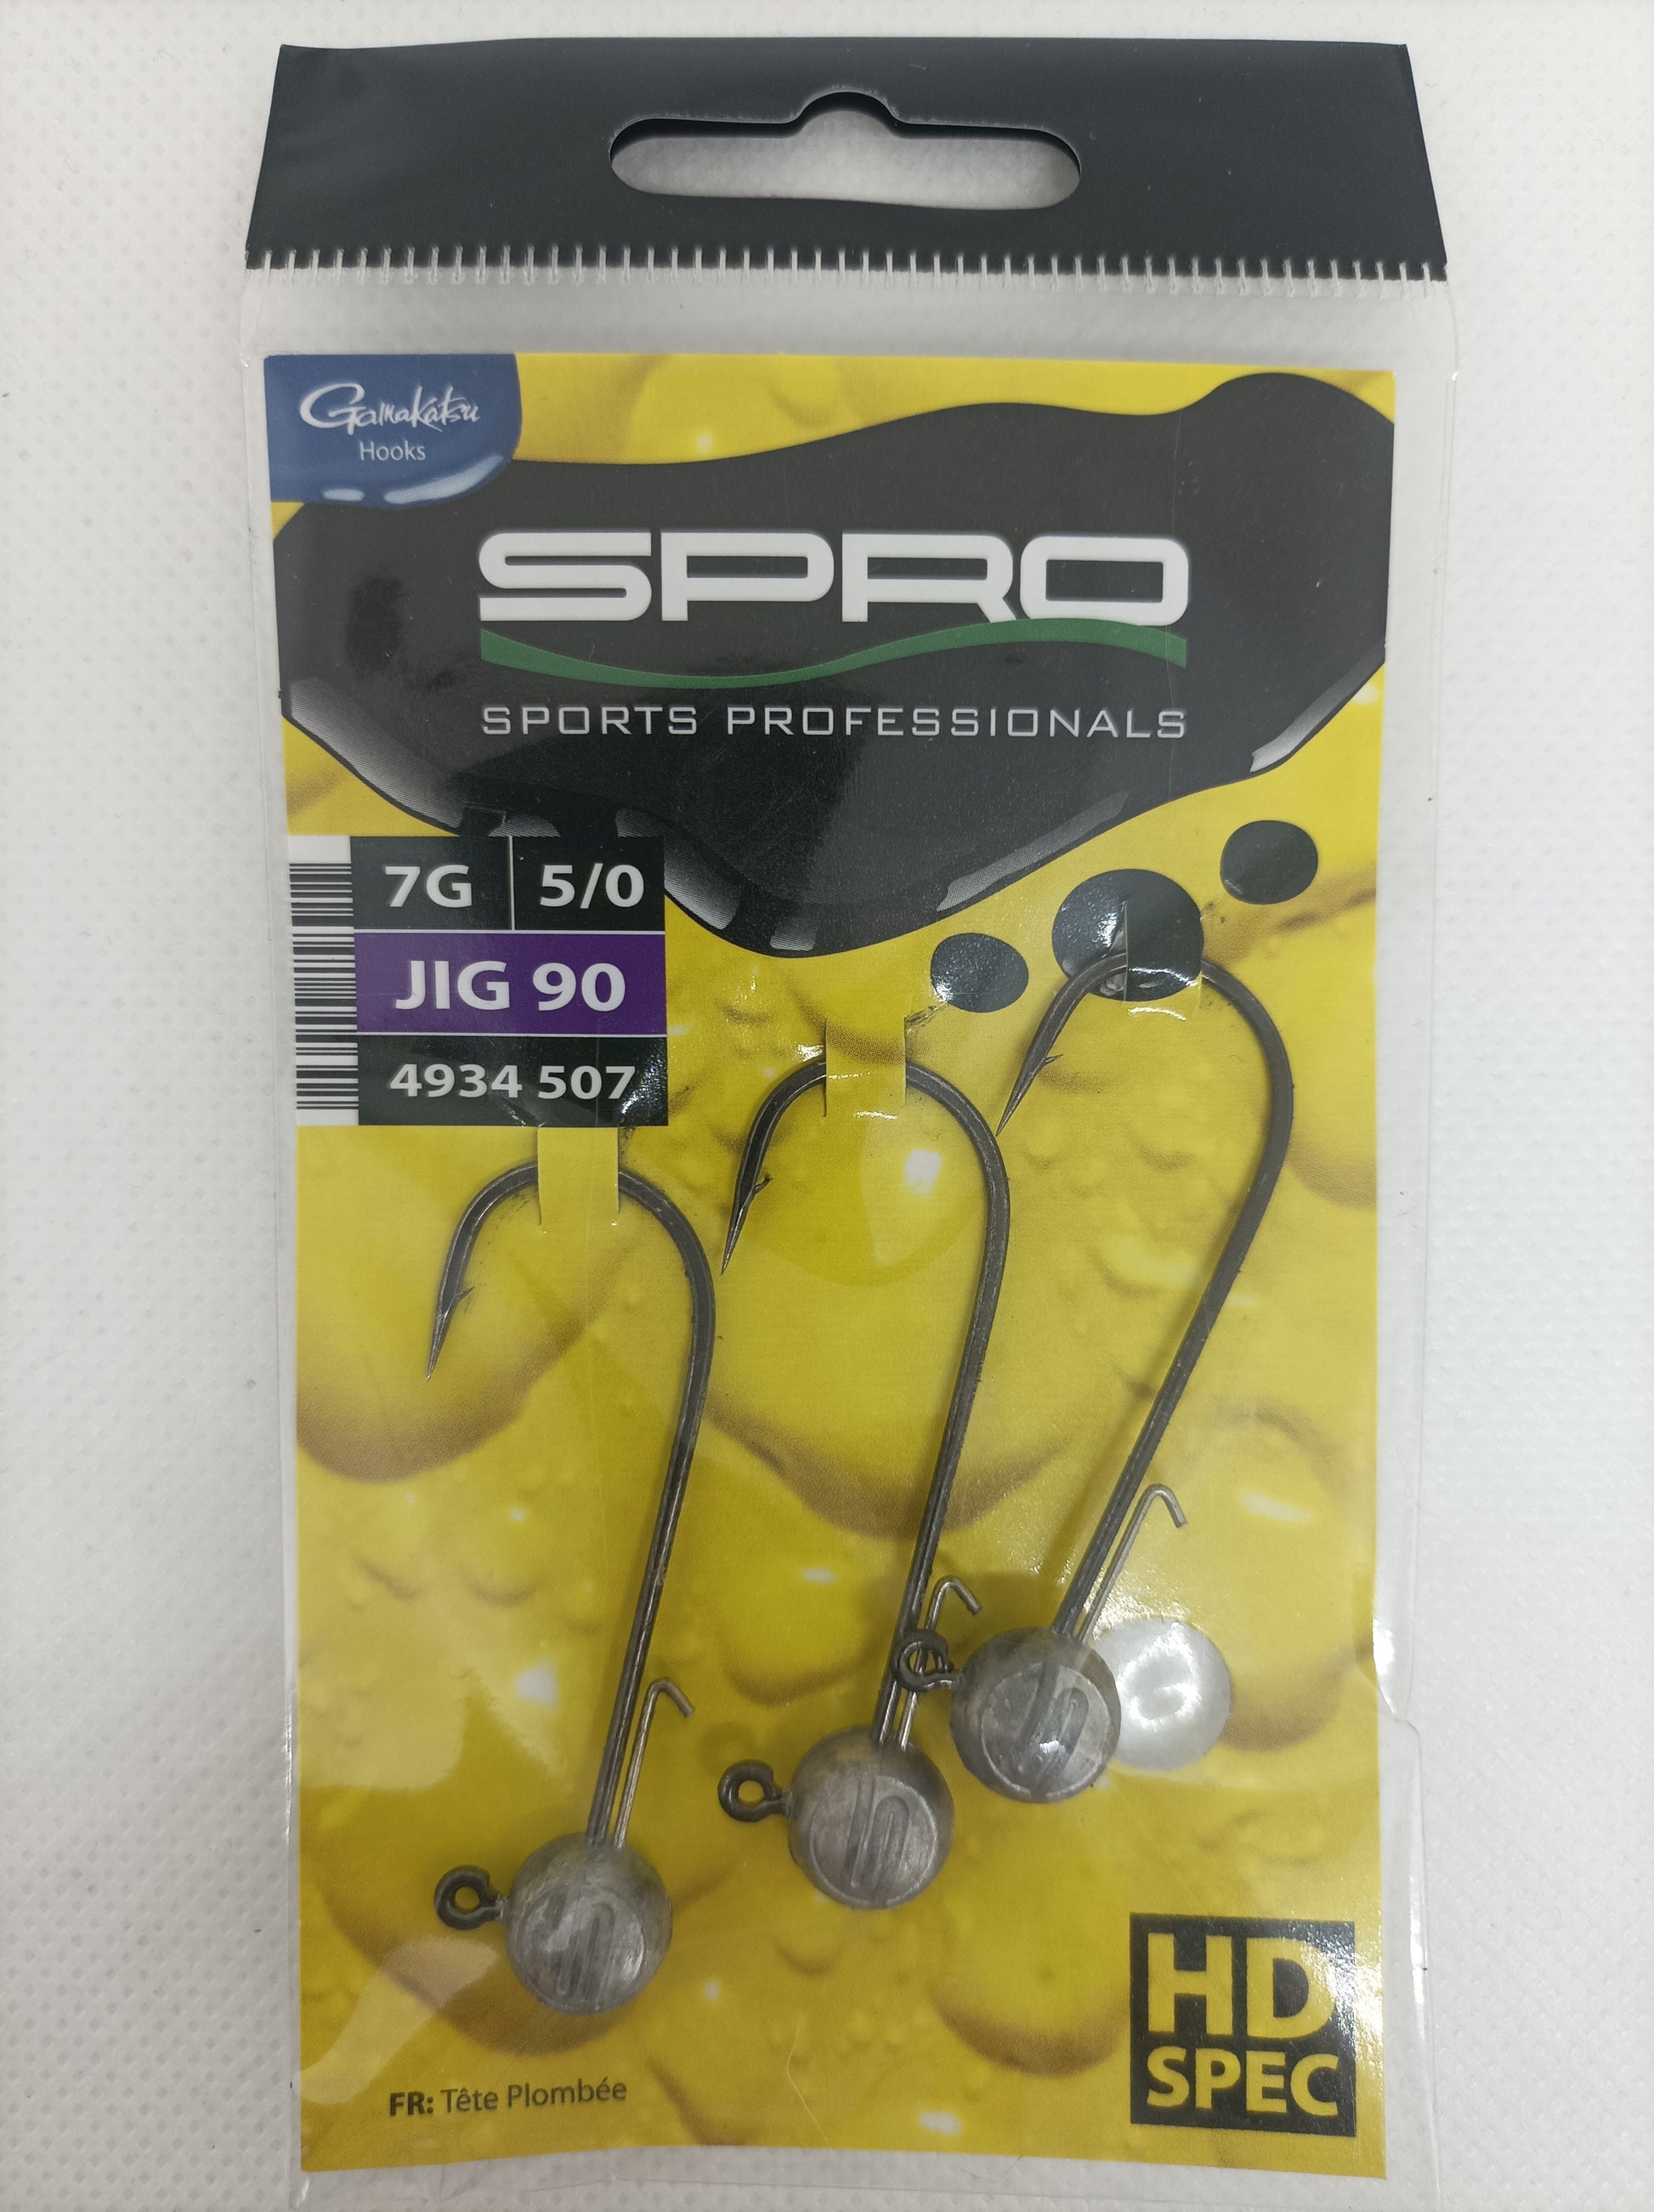 Gamakatsu
Hooks
SPRO
SPORTS PROFESSIONALS
7G 5/0
JIG 90
4934 507
HD
SPEC
FR: Tête Plombée